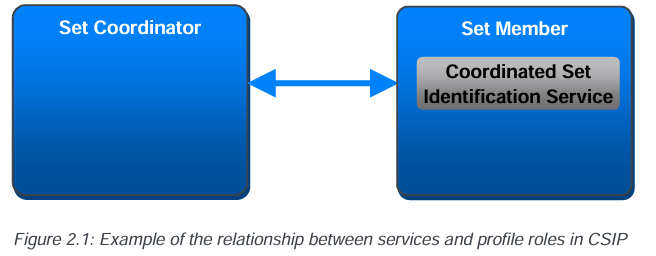 Set Coordinator
Set Member
Coordinated Set
Identification Service
Figure 2.1: Example of the relationship between services and profile roles in CSIP